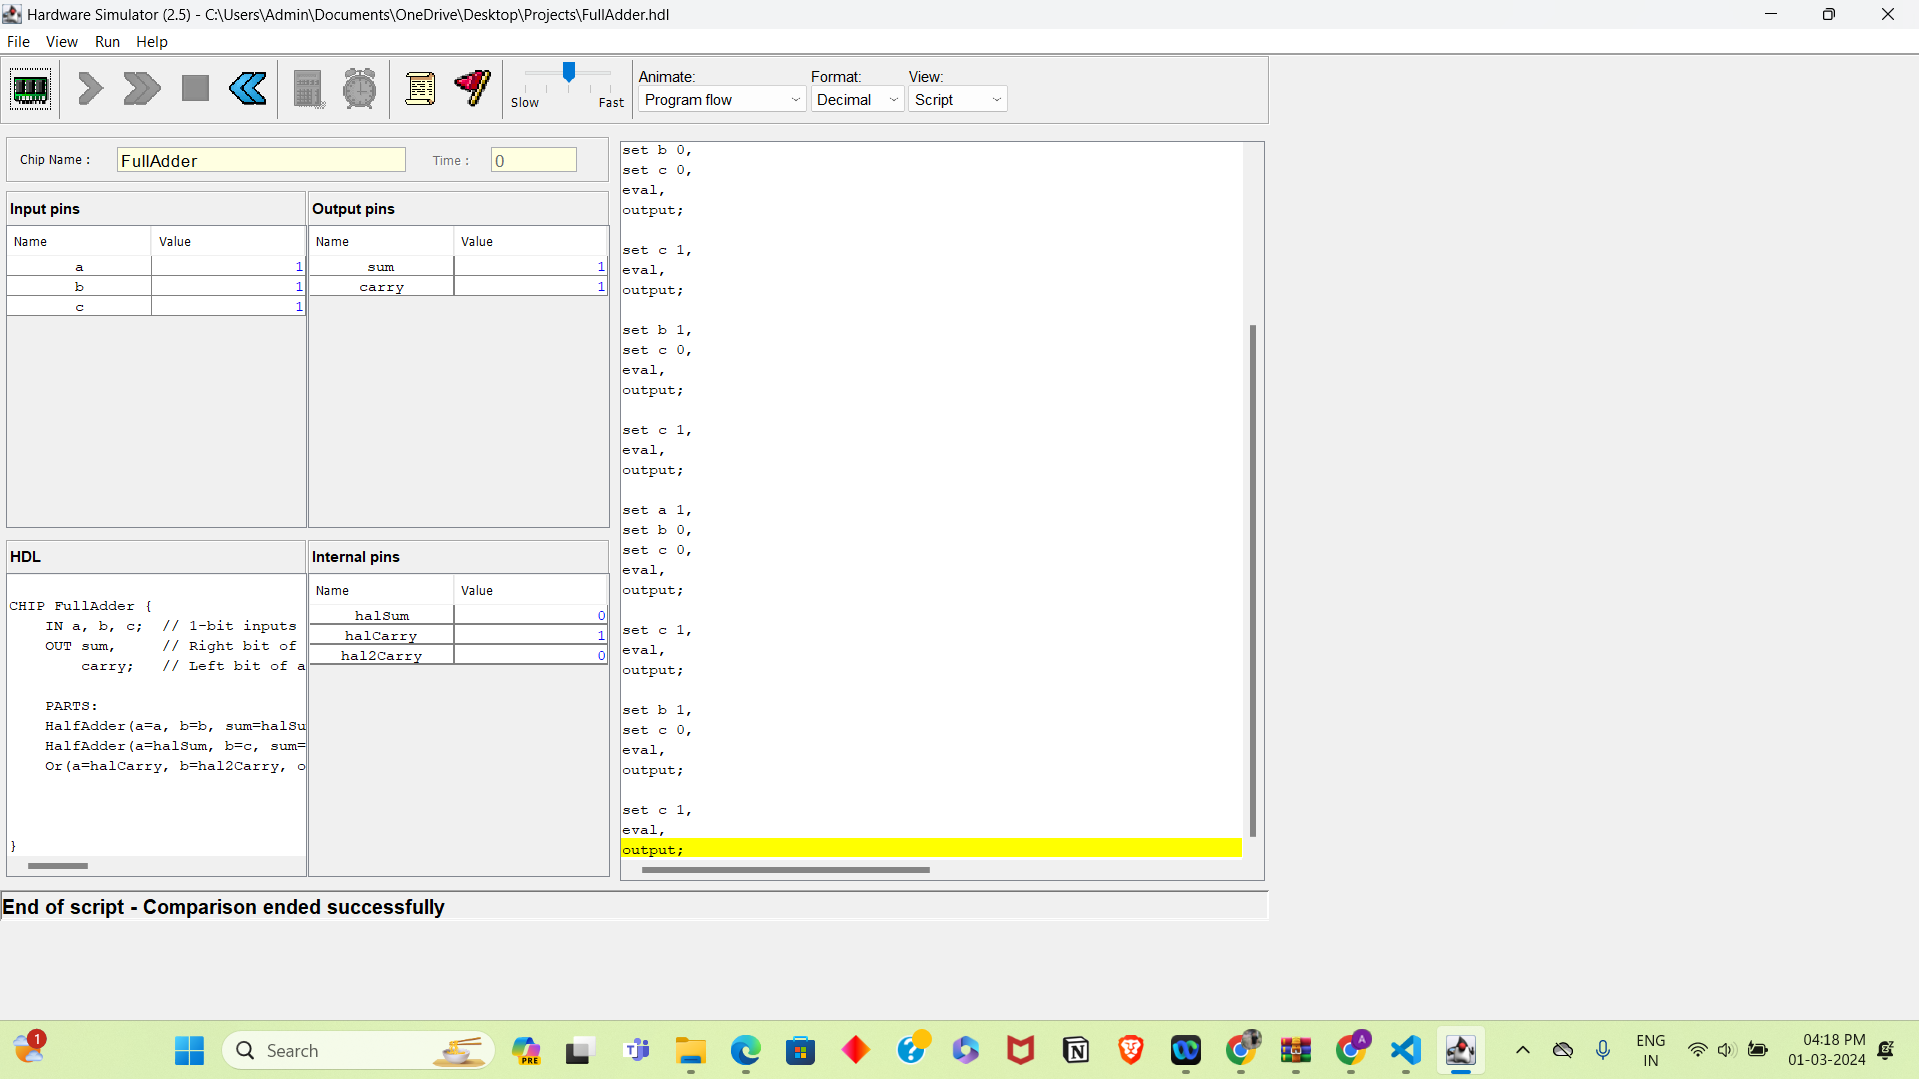 Hardware Simulator (2.5) - C:\Users\Admin\Documents\OneDrive\Desktop\Projects\FullAdder.hdl
File View Run Help
Slow Fast
Animate: Format: View:
Program flow Decimal Script
Chip Name : FullAdder Time : 0
Input pins
Name Value
a 1
b 1
c 1
Output pins
Name Value
sum 1
carry 1
HDL
CHIP FullAdder {
IN a, b, c; // 1-bit inputs
OUT sum, // Right bit of
carry; // Left bit of a
PARTS:
HalfAdder(a=a, b=b, sum=halSu
HalfAdder(a=halSum, b=c, sum=
Or(a=halCarry, b=hal2Carry, o
}
Internal pins
Name Value
halSum 0
halCarry 1
hal2Carry 0
set b 0,
set c 0,
eval,
output;
set c 1,
eval,
output;
set b 1,
set c 0,
eval,
output;
set c 1,
eval,
output;
set a 1,
set b 0,
set c 0,
eval,
output;
set c 1,
eval,
output;
set b 1,
set c 0,
eval,
output;
set c 1,
eval,
output;
End of script - Comparison ended successfully
1
Search
PRE
A
ENG
IN
04:18 PM
01-03-2024